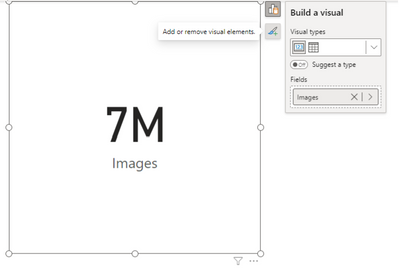 Build a visual
Visual types
Add or remove visual elements.
Suggest a type
Off
Fields
Images
7M
Images